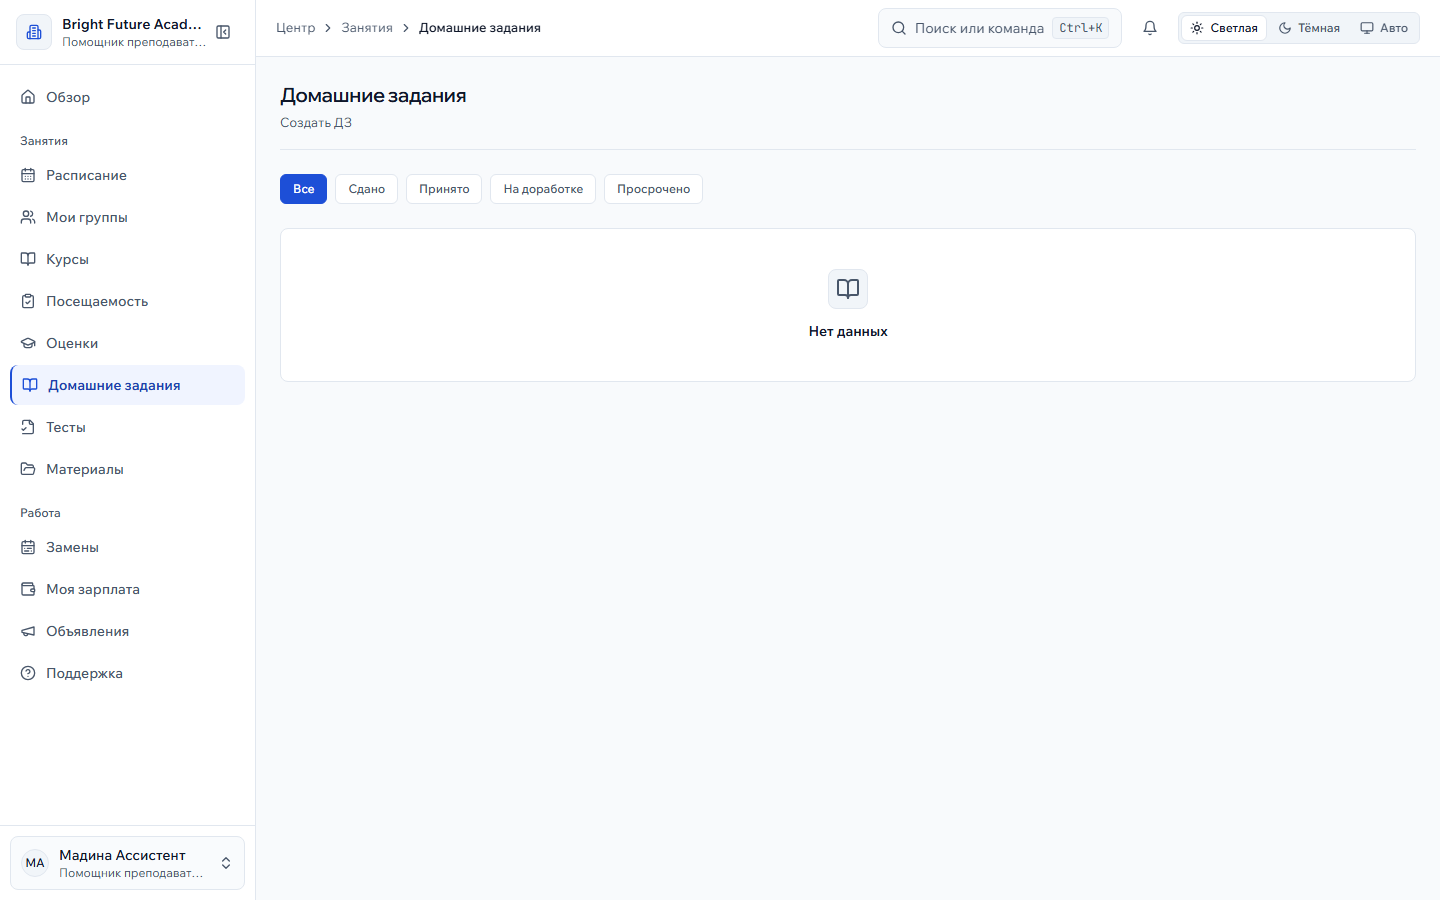 Bright Future Acad...
Помощник преподават...
Обзор
Занятия
Расписание
Мои группы
Курсы
Посещаемость
Оценки
Домашние задания
Тесты
Материалы
Работа
Замены
Моя зарплата
Объявления
Поддержка
MA
Мадина Ассистент
Помощник преподават...
Центр > Занятия > Домашние задания
Поиск или команда Ctrl+K
Светлая Тёмная Авто
Домашние задания
Создать ДЗ
Все Сдано Принято На доработке Просрочено
Нет данных